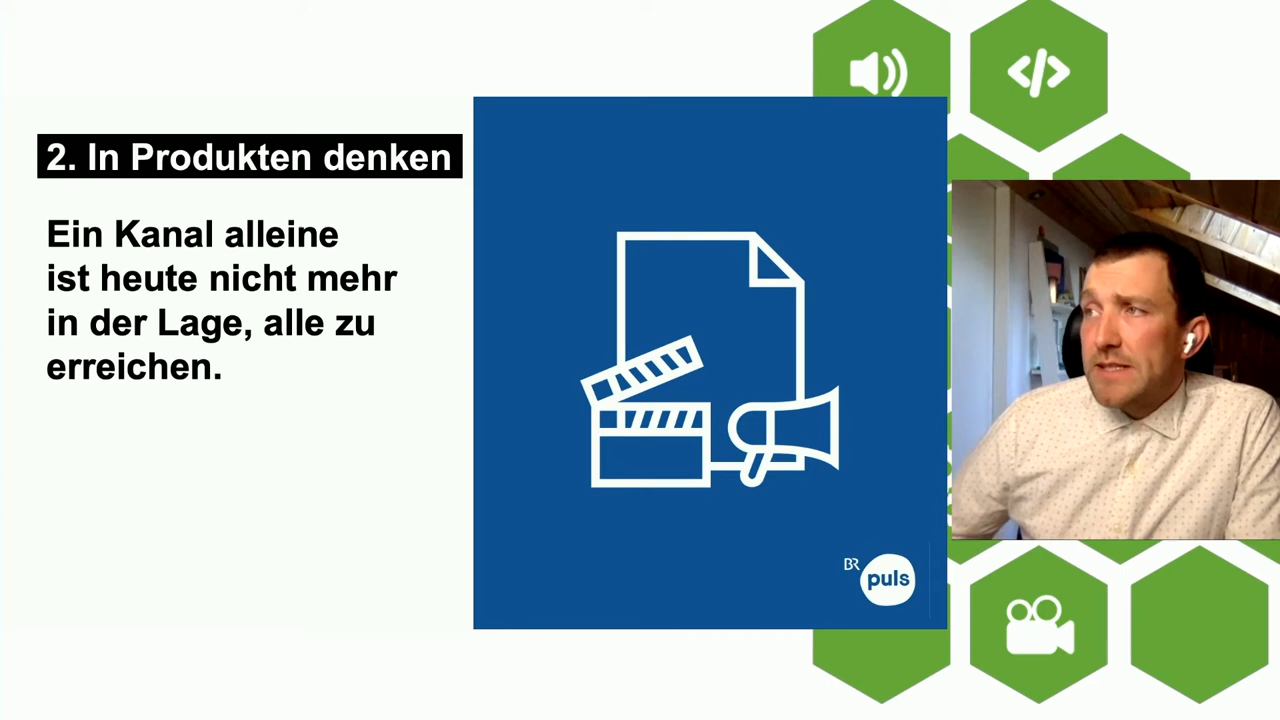 2. In Produkten denken
Ein Kanal alleine
ist heute nicht mehr
in der Lage, alle zu
erreichen.
BR
puls